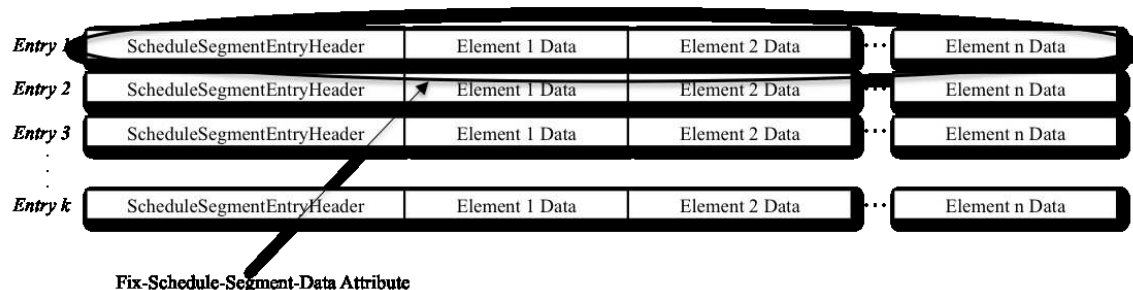 Entry 1 ScheduleSegmentEntryHeader Element 1 Data Element 2 Data ... Element n Data
Entry 2 ScheduleSegmentEntryHeader Element 1 Data Element 2 Data ... Element n Data
Entry 3 ScheduleSegmentEntryHeader Element 1 Data Element 2 Data ... Element n Data
Entry k ScheduleSegmentEntryHeader Element 1 Data Element 2 Data ... Element n Data
Fix-Schedule-Segment-Data Attribute